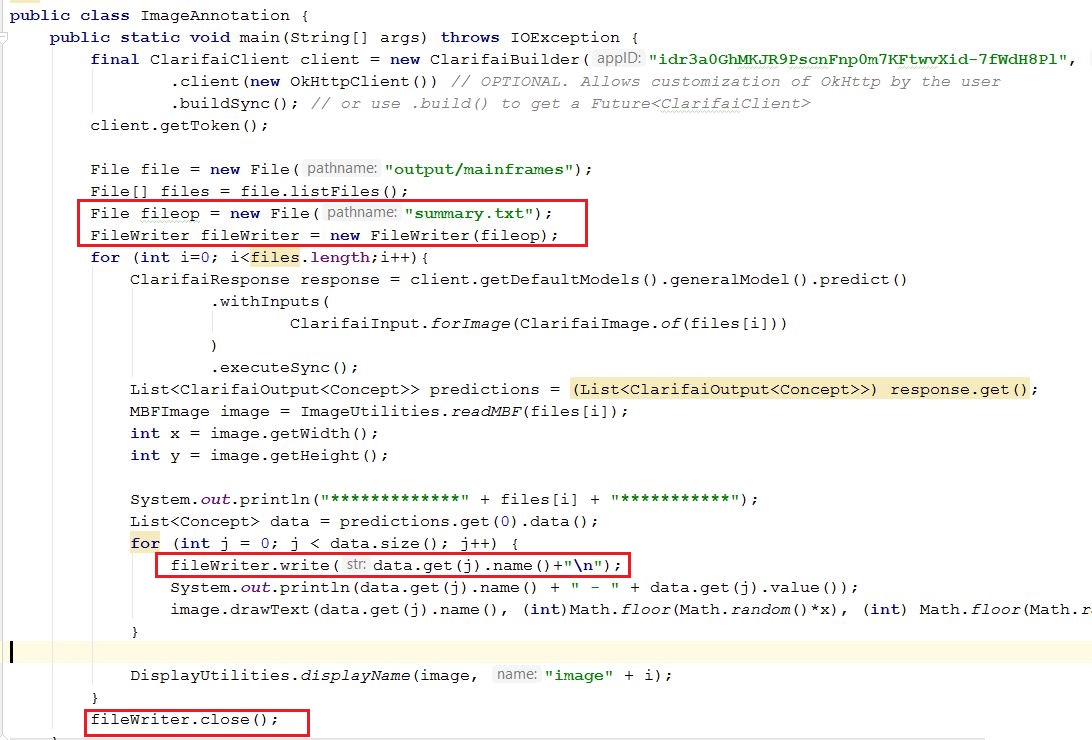 public class ImageAnnotation {
public static void main(String[] args) throws IOException {
final ClarifaiClient client = new ClarifaiBuilder( appID: "idr3a0GhMKJR9PscnFnp0m7KFtwvXid-7fWdH8Pl",
.client(new OkHttpClient()) // OPTIONAL. Allows customization of OkHttp by the user
.buildSync(); // or use .build() to get a Future<ClarifaiClient>
client.getToken();
File file = new File( pathname: "output/mainframes");
File[] files = file.listFiles();
File fileop = new File( pathname: "summary.txt");
FileWriter fileWriter = new FileWriter(fileop);
for (int i=0; i<files.length;i++){
ClarifaiResponse response = client.getDefaultModels().generalModel().predict()
.withInputs(
ClarifaiInput.forImage(ClarifaiImage.of(files[i]))
)
.executeSync();
List<ClarifaiOutput<Concept>> predictions = (List<ClarifaiOutput<Concept>>) response.get();
MBFImage image = ImageUtilities.readMBF(files[i]);
int x = image.getWidth();
int y = image.getHeight();
System.out.println("*************" + files[i] + "***********");
List<Concept> data = predictions.get(0).data();
for (int j = 0; j < data.size(); j++) {
fileWriter.write( str: data.get(j).name()+"\n");
System.out.println(data.get(j).name() + " - " + data.get(j).value());
image.drawText(data.get(j).name(), (int)Math.floor(Math.random()*x), (int) Math.floor(Math.r
}
DisplayUtilities.displayName(image, name: "image" + i);
}
fileWriter.close();